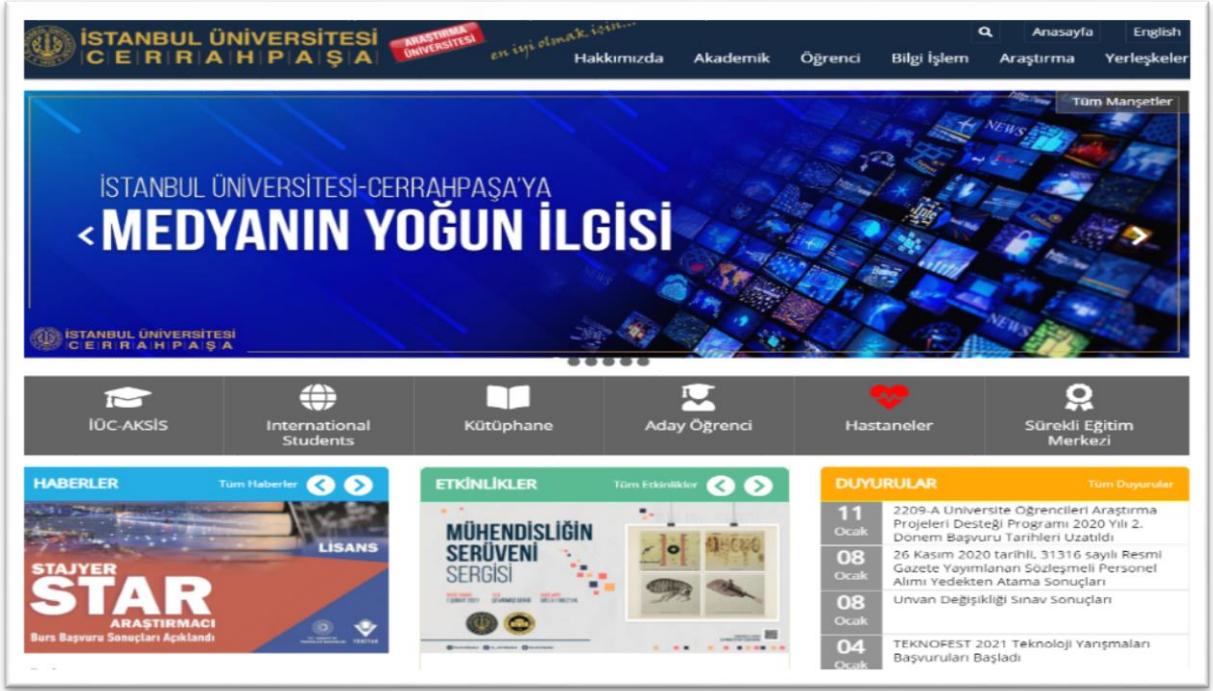 İSTANBUL ÜNİVERSİTESİ
CERRAHPAŞA
ARAŞTIRMA
ÜNİVERSİTESİ
en iyi olmak için...
Anasayfa English
Hakkımızda Akademik Öğrenci Bilgi İşlem Araştırma Yerleşkeler
Tüm Manşetler
NEWS
İSTANBUL ÜNİVERSİTESİ-CERRAHPAŞA'YA
MEDYANIN YOĞUN İLGİSİ
NEWS
NEWS
İSTANBUL ÜNİVERSİTESİ
CERRAHPAŞA
İÜC-AKSİS
International
Students
Kütüphane
Aday Öğrenci
Hastaneler
Sürekli Eğitim
Merkezi
HABERLER Tüm Haberler
LİSANS
STAJYER
STAR
ARAŞTIRMACI
Burs Başvuru Sonuçları Açıklandı
ETKİNLİKLER Tüm Etkinlikler
MÜHENDİSLİĞİN
SERÜVENİ
SERGİSİ
DUYURULAR Tüm Duyurular
11 Ocak
2209-A Üniversite Öğrencileri Araştırma
Projeleri Desteği Programı 2020 Yılı 2.
Dönem Başvuru Tarihleri Uzatıldı
08 Ocak
26 Kasım 2020 tarihli, 31316 sayılı Resmi
Gazete Yayımlanan Sözleşmeli Personel
Alımı Yedekten Atama Sonuçları
08 Ocak
Unvan Değişikliği Sınav Sonuçları
04 Ocak
TEKNOFEST 2021 Teknoloji Yarışmaları
Başvuruları Başladı